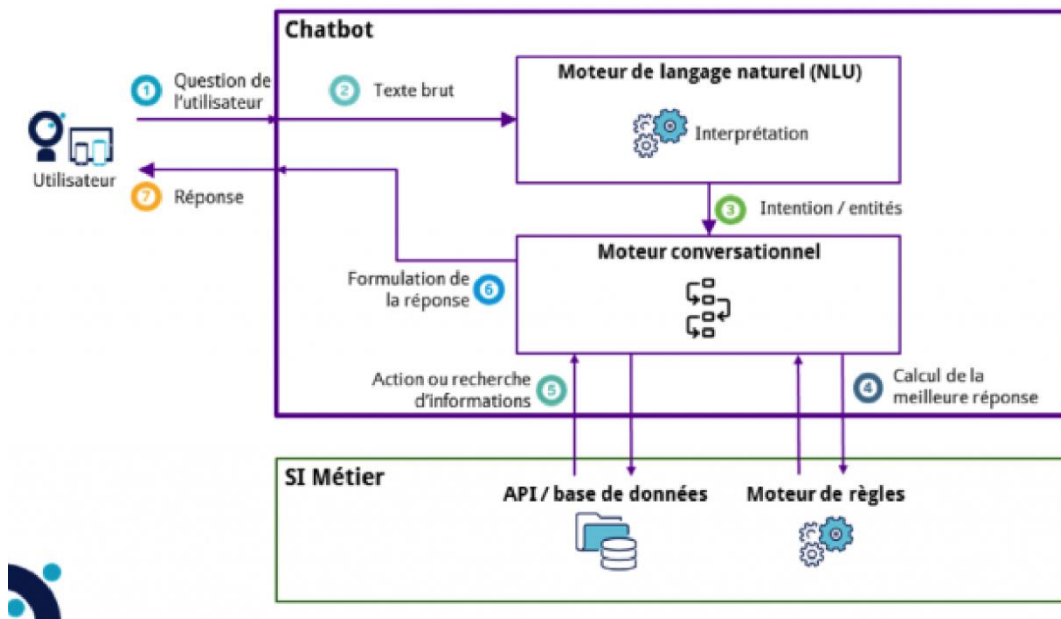 Chatbot
Moteur de langage naturel (NLU)
1
Question de
l'utilisateur
2
Texte brut
Interprétation
Utilisateur
7
Réponse
3
Intention / entités
Moteur conversationnel
Formulation de
la réponse
6
Action ou recherche
d'informations
5
4
Calcul de la
meilleure réponse
SI Métier
API / base de données
Moteur de règles